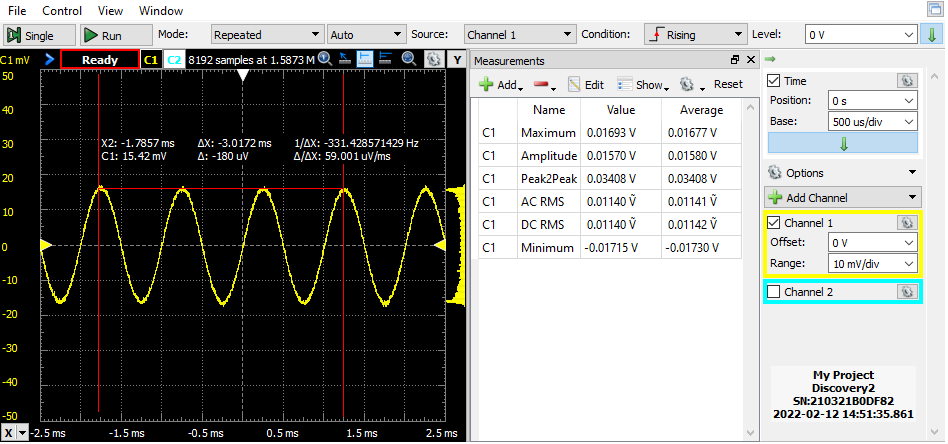 File Control View Window
Single Run Mode: Repeated Auto Source: Channel 1 Condition: Rising Level: 0 V
C1 mV Ready C1 C2 8192 samples at 1.5873 M Y
50
40
30
20
10
0
-10
-20
-30
-40
-50
X2: -1.7857 ms ΔX: -3.0172 ms 1/ΔX: -331.428571429 Hz
C1: 15.42 mV Δ: -180 uV Δ/ΔX: 59.001 uV/ms
X -2.5 ms -1.5 ms -0.5 ms 0.5 ms 1.5 ms 2.5 ms
Measurements
Add Edit Show Reset
Name Value Average
C1 Maximum 0.01693 V 0.01677 V
C1 Amplitude 0.01570 V 0.01580 V
C1 Peak2Peak 0.03408 V 0.03408 V
C1 AC RMS 0.01140 Ṽ 0.01141 Ṽ
C1 DC RMS 0.01140 Ṽ 0.01142 Ṽ
C1 Minimum -0.01715 V -0.01730 V
Time
Position: 0 s
Base: 500 us/div
Options
Add Channel
Channel 1
Offset: 0 V
Range: 10 mV/div
Channel 2
My Project
Discovery2
SN:210321B0DF82
2022-02-12 14:51:35.861